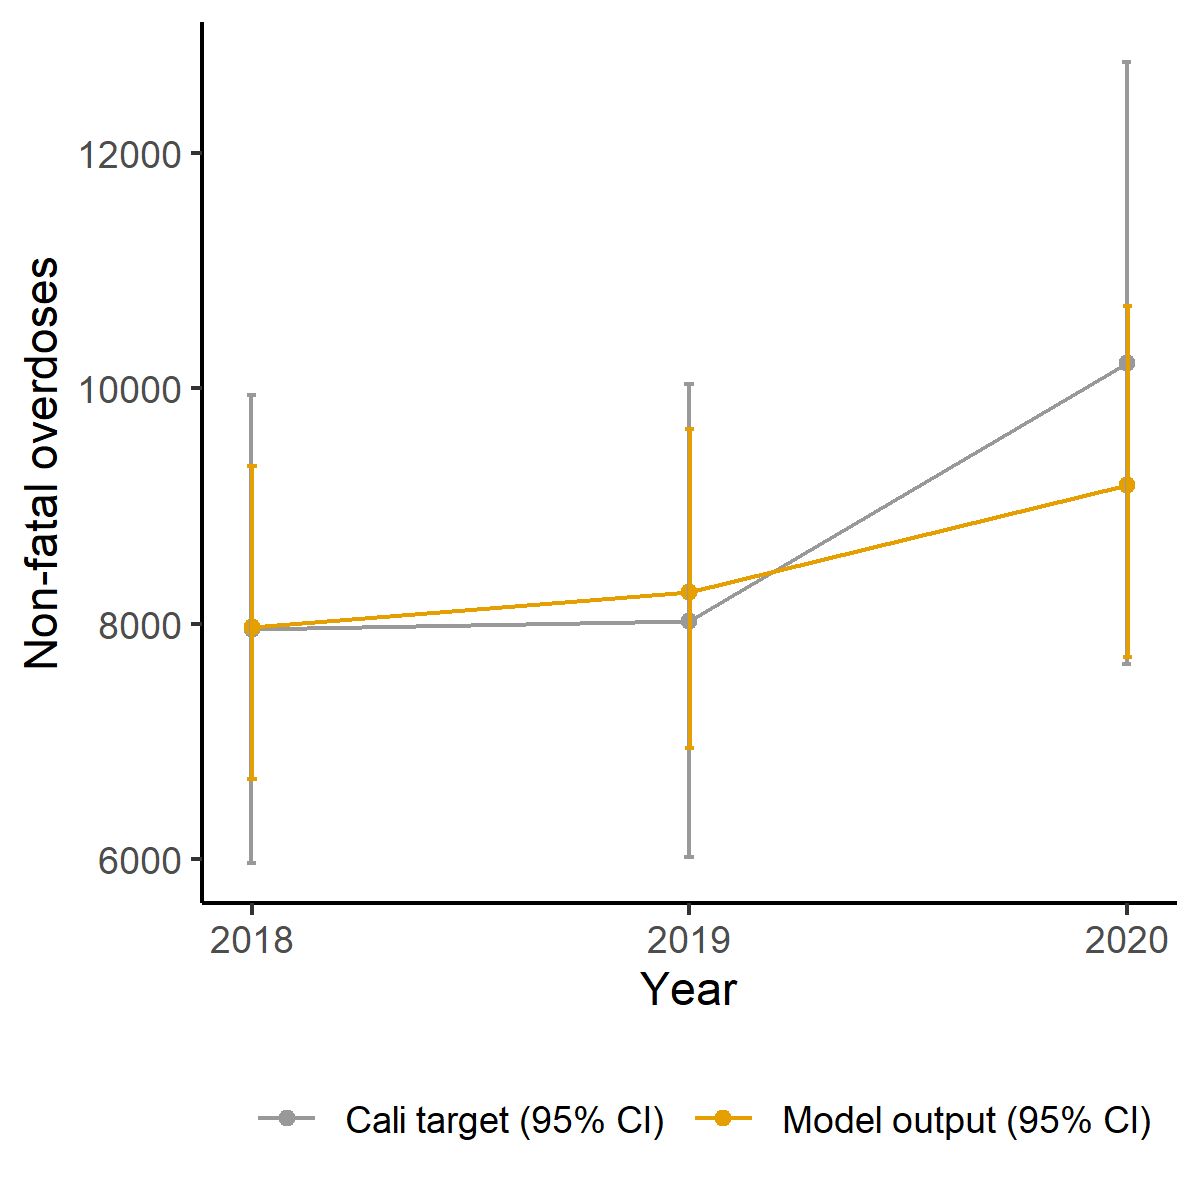 Non-fatal overdoses
12000
10000
8000
6000
2018 2019 2020
Year
Cali target (95% CI) Model output (95% CI)